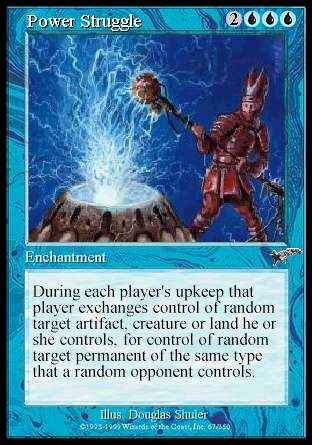 Power Struggle 2
Enchantment
During each player's upkeep that
player exchanges control of random
target artifact, creature or land he or
she controls, for control of random
target permanent of the same type
that a random opponent controls.
Illus. Douglas Shuler
©1993-1999 Wizards of the Coast, Inc. 67/350